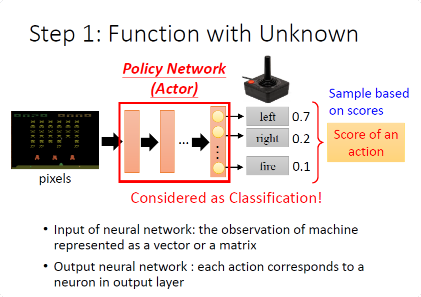 Step 1: Function with Unknown
Policy Network
(Actor)
Sample based
on scores
left 0.7
right 0.2
fire 0.1
Score of an
action
...
pixels
Considered as Classification!
• Input of neural network: the observation of machine
represented as a vector or a matrix
• Output neural network : each action corresponds to a
neuron in output layer